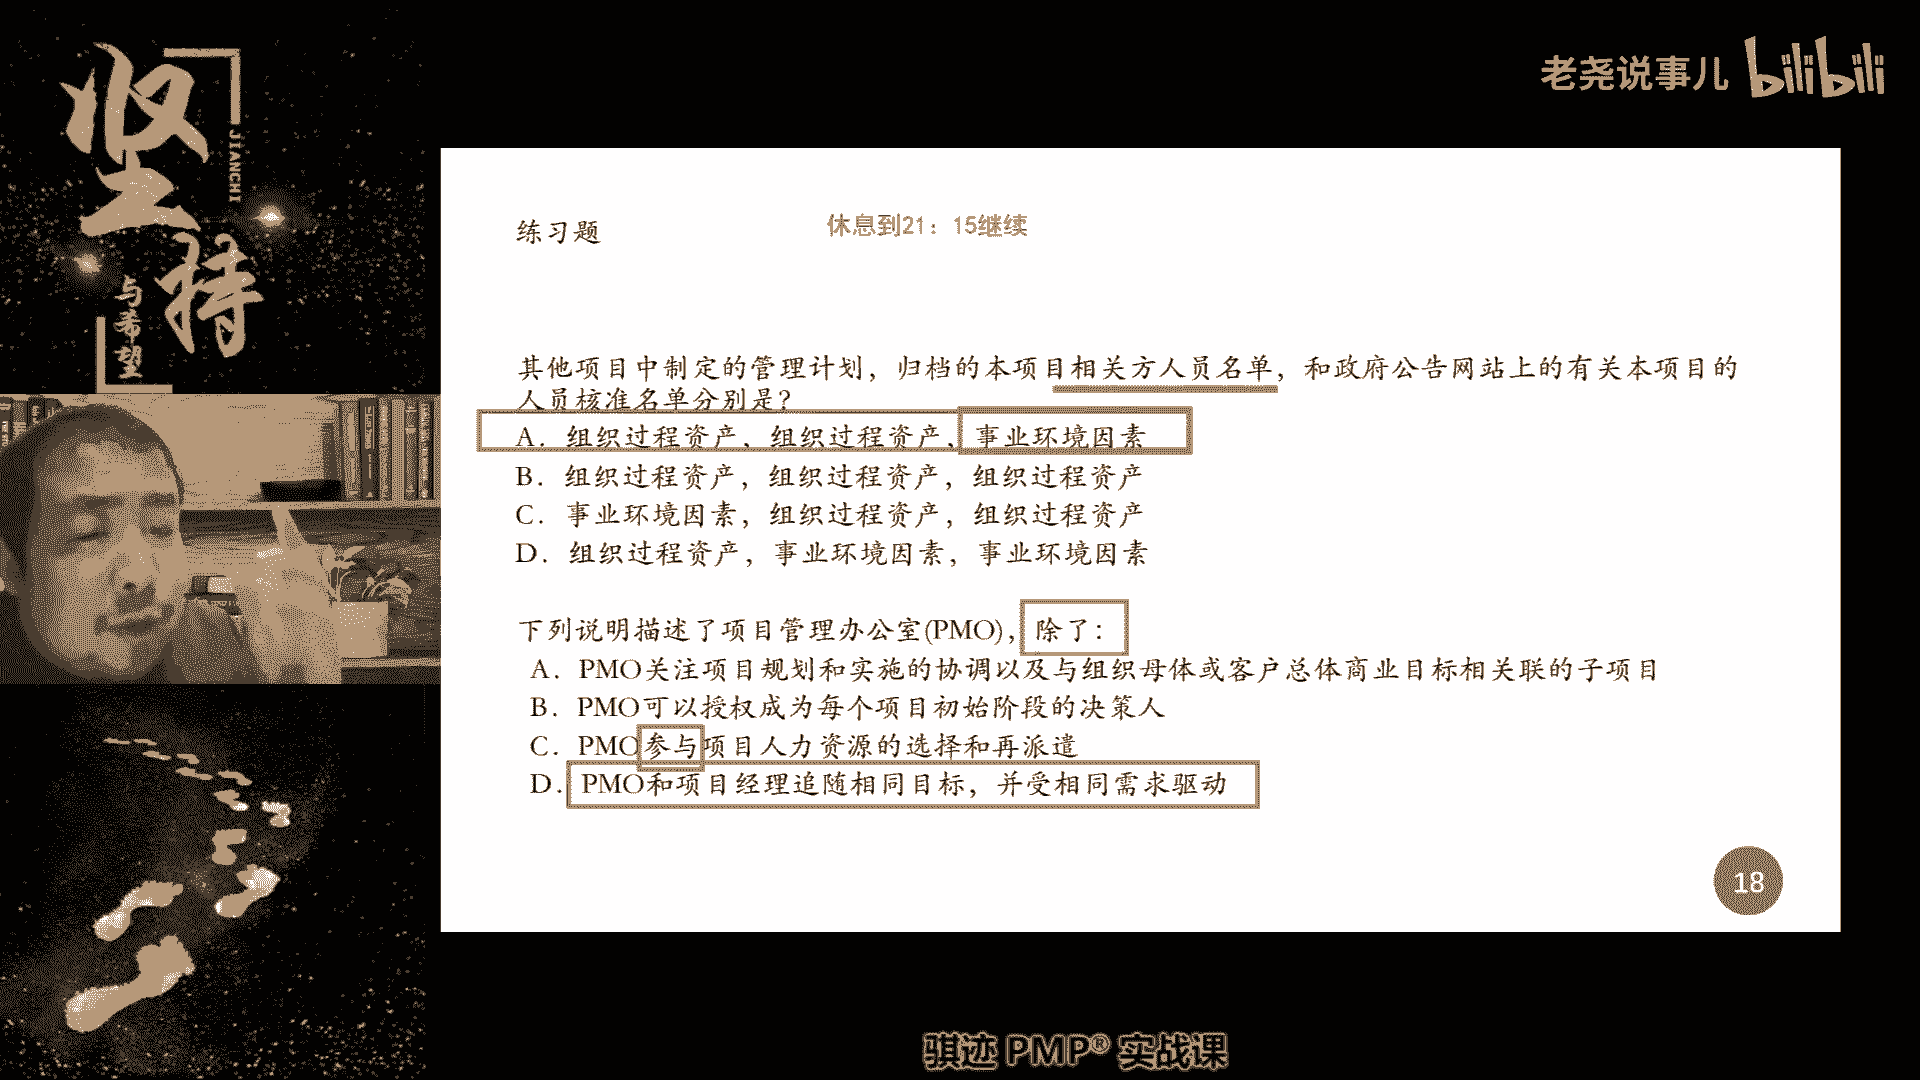 坚持
JIANCHI
与希望
老尧说事儿 bilibili
练习题
休息到21：15继续
其他项目中制定的管理计划，归档的本项目相关方人员名单，和政府公告网站上的有关本项目的
人员核准名单分别是？
A．组织过程资产，组织过程资产，事业环境因素
B．组织过程资产，组织过程资产，组织过程资产
C．事业环境因素，组织过程资产，组织过程资产
D．组织过程资产，事业环境因素，事业环境因素
下列说明描述了项目管理办公室(PMO)，除了：
A．PMO关注项目规划和实施的协调以及与组织母体或客户总体商业目标相关联的子项目
B．PMO可以授权成为每个项目初始阶段的决策人
C．PMO参与项目人力资源的选择和再派遣
D．PMO和项目经理追随相同目标，并受相同需求驱动
18
骐迹 PMP® 实战课